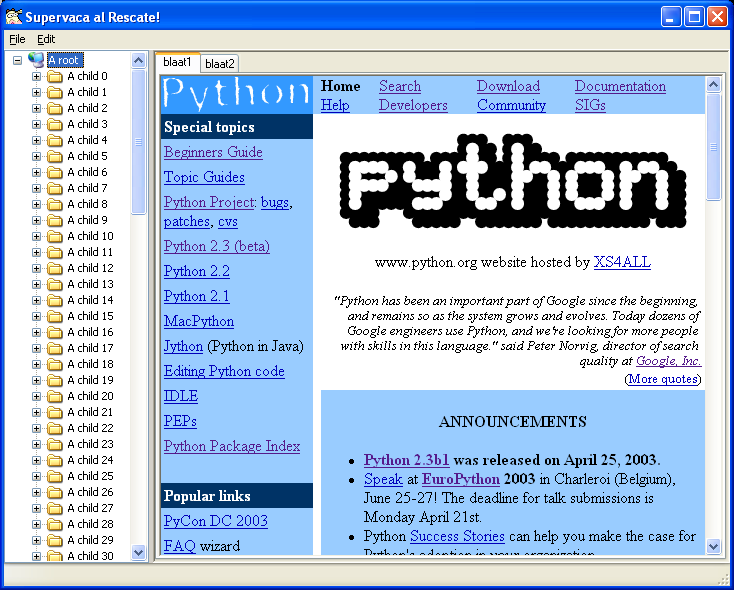 Supervaca al Rescate!
File Edit
A root
A child 0
A child 1
A child 2
A child 3
A child 4
A child 5
A child 6
A child 7
A child 8
A child 9
A child 10
A child 11
A child 12
A child 13
A child 14
A child 15
A child 16
A child 17
A child 18
A child 19
A child 20
A child 21
A child 22
A child 23
A child 24
A child 25
A child 26
A child 27
A child 28
A child 29
A child 30
blaat1 blaat2
Python
Special topics
Beginners Guide
Topic Guides
Python Project: bugs,
patches, cvs
Python 2.3 (beta)
Python 2.2
Python 2.1
MacPython
Jython (Python in Java)
Editing Python code
IDLE
PEPs
Python Package Index
Popular links
PyCon DC 2003
FAQ wizard
Home Search Download Documentation
Help Developers Community SIGs
python
www.python.org website hosted by XS4ALL
"Python has been an important part of Google since the beginning,
and remains so as the system grows and evolves. Today dozens of
Google engineers use Python, and we're looking for more people
with skills in this language." said Peter Norvig, director of search
quality at Google, Inc.
(More quotes)
ANNOUNCEMENTS
Python 2.3b1 was released on April 25, 2003.
Speak at EuroPython 2003 in Charleroi (Belgium),
June 25-27! The deadline for talk submissions is
Monday April 21st.
Python Success Stories can help you make the case for
Python's adoption in your organization.